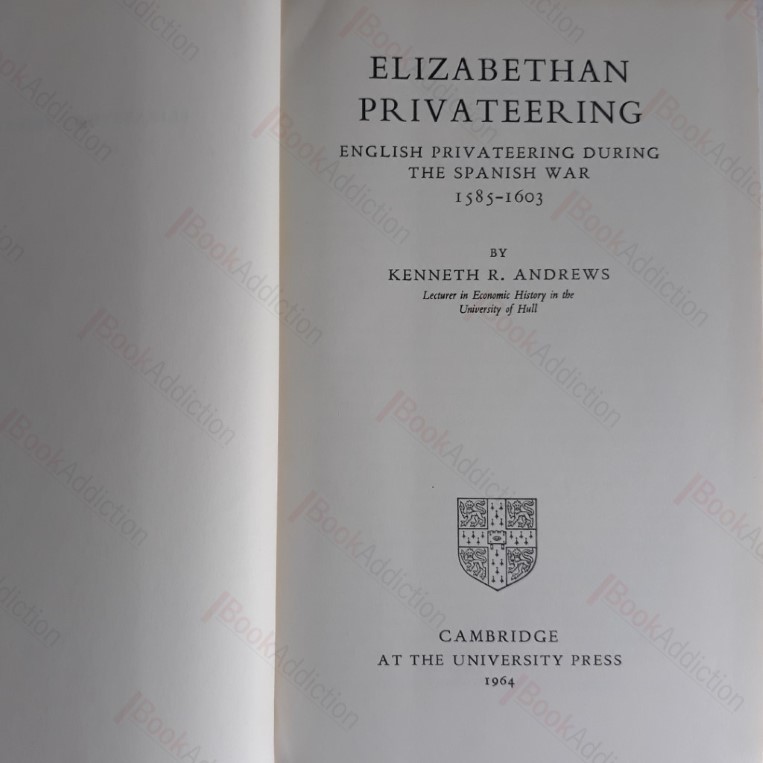 ELIZABETHAN
PRIVATEERING
ENGLISH PRIVATEERING DURING
THE SPANISH WAR
1585-1603
BY
KENNETH R. ANDREWS
Lecturer in Economic History in the
University of Hull
CAMBRIDGE
AT THE UNIVERSITY PRESS
1964
BookAddiction